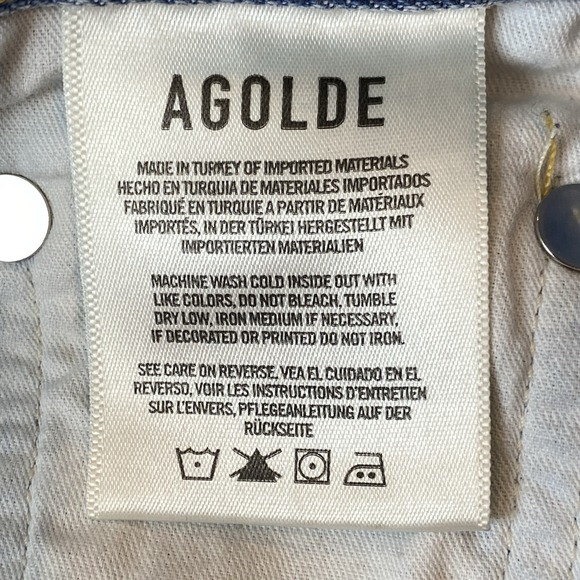 AGOLDE
MADE IN TURKEY OF IMPORTED MATERIALS
HECHO EN TURQUIA DE MATERIALES IMPORTADOS
FABRIQUÉ EN TURQUIE A PARTIR DE MATÉRIAUX
IMPORTÉS, IN DER TÜRKEI HERGESTELLT MIT
IMPORTIERTEN MATERIALIEN
MACHINE WASH COLD INSIDE OUT WITH
LIKE COLORS, DO NOT BLEACH, TUMBLE
DRY LOW, IRON MEDIUM IF NECESSARY,
IF DECORATED OR PRINTED DO NOT IRON.
SEE CARE ON REVERSE, VEA EL CUIDADO EN EL
REVERSO, VOIR LES INSTRUCTIONS D'ENTRETIEN
SUR L'ENVERS, PFLEGEANLEITUNG AUF DER
RÜCKSEITE